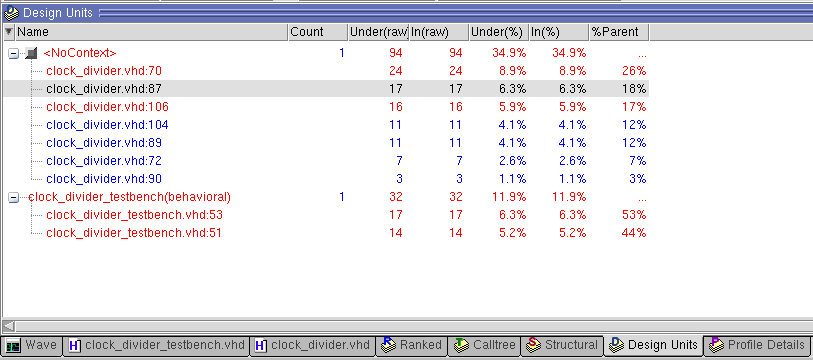 Design Units
Name Count Under(raw) In(raw) Under(%) In(%) %Parent
<NoContext> 1 94 94 34.9% 34.9% ...
clock_divider.vhd:70 24 24 8.9% 8.9% 26%
clock_divider.vhd:87 17 17 6.3% 6.3% 18%
clock_divider.vhd:106 16 16 5.9% 5.9% 17%
clock_divider.vhd:104 11 11 4.1% 4.1% 12%
clock_divider.vhd:89 11 11 4.1% 4.1% 12%
clock_divider.vhd:72 7 7 2.6% 2.6% 7%
clock_divider.vhd:90 3 3 1.1% 1.1% 3%
clock_divider_testbench(behavioral) 1 32 32 11.9% 11.9% ...
clock_divider_testbench.vhd:53 17 17 6.3% 6.3% 53%
clock_divider_testbench.vhd:51 14 14 5.2% 5.2% 44%
Wave clock_divider_testbench.vhd clock_divider.vhd Ranked Calltree Structural Design Units Profile Details